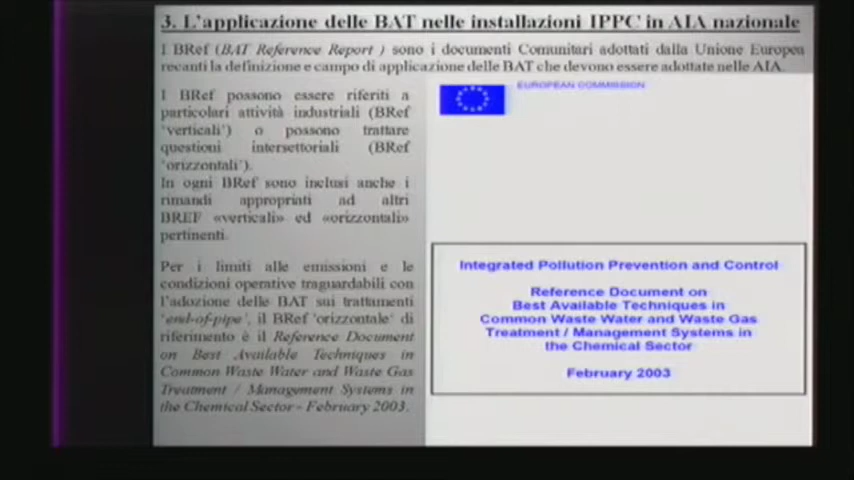 3. L'applicazione delle BAT nelle installazioni IPPC in AIA nazionale
I BRef (BAT Reference Report ) sono i documenti Comunitari adottati dalla Unione Europea
recanti la definizione e campo di applicazione delle BAT che devono essere adottate nelle AIA.
I BRef possono essere riferiti a
particolari attività industriali (BRef
'verticali') o possono trattare
questioni intersettoriali (BRef
'orizzontali').
In ogni BRef sono inclusi anche i
rimandi appropriati ad altri
BREF «verticali» ed «orizzontali»
pertinenti.
Per i limiti alle emissioni e le
condizioni operative traguardabili con
l'adozione delle BAT sui trattamenti
'end-of-pipe', il BRef 'orizzontale' di
riferimento è il Reference Document
on Best Available Techniques in
Common Waste Water and Waste Gas
Treatment / Management Systems in
the Chemical Sector - February 2003.
EUROPEAN COMMISSION
Integrated Pollution Prevention and Control
Reference Document on
Best Available Techniques in
Common Waste Water and Waste Gas
Treatment / Management Systems in
the Chemical Sector
February 2003